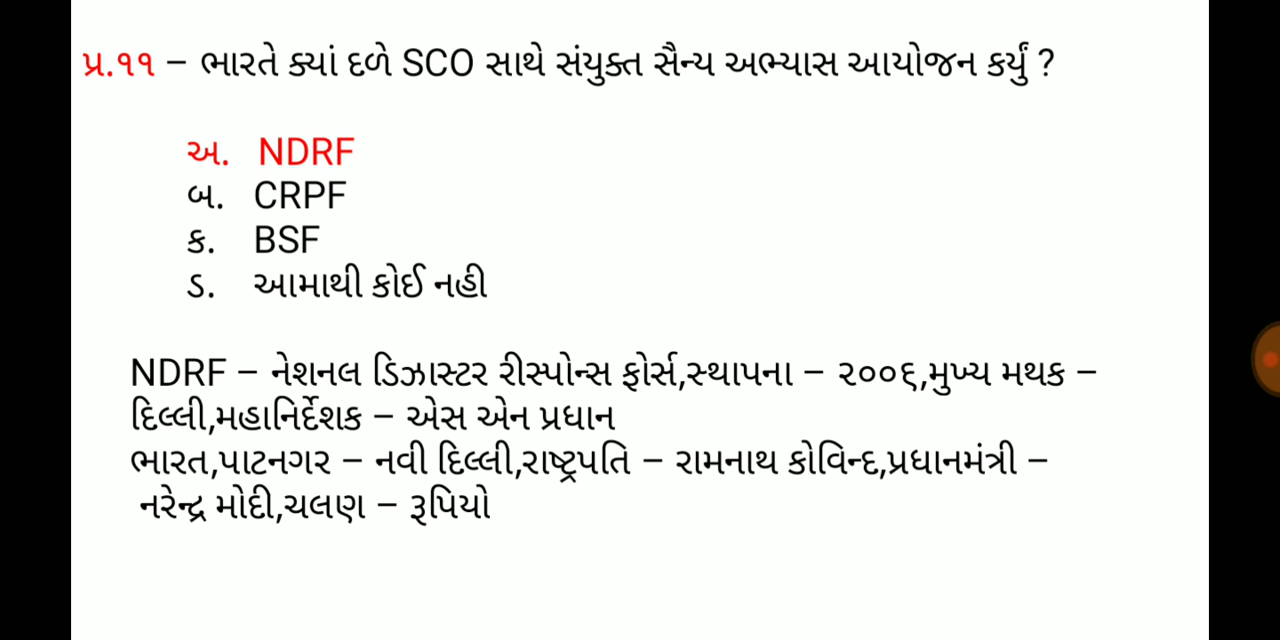 પ્ર.૧૧ – ભારતે ક્યાં દળે SCO સાથે સંયુક્ત સૈન્ય અભ્યાસ આયોજન કર્યું ?
અ. NDRF
બ. CRPF
ક. BSF
ડ. આમાથી કોઈ નહી
NDRF – નેશનલ ડિઝાસ્ટર રીસ્પોન્સ ફોર્સ,સ્થાપના – ૨૦૦૬,મુખ્ય મથક –
દિલ્લી,મહાનિર્દેશક – એસ એન પ્રધાન
ભારત,પાટનગર – નવી દિલ્લી,રાષ્ટ્રપતિ – રામનાથ કોવિન્દ,પ્રધાનમંત્રી –
નરેન્દ્ર મોદી,ચલણ – રૂપિયો